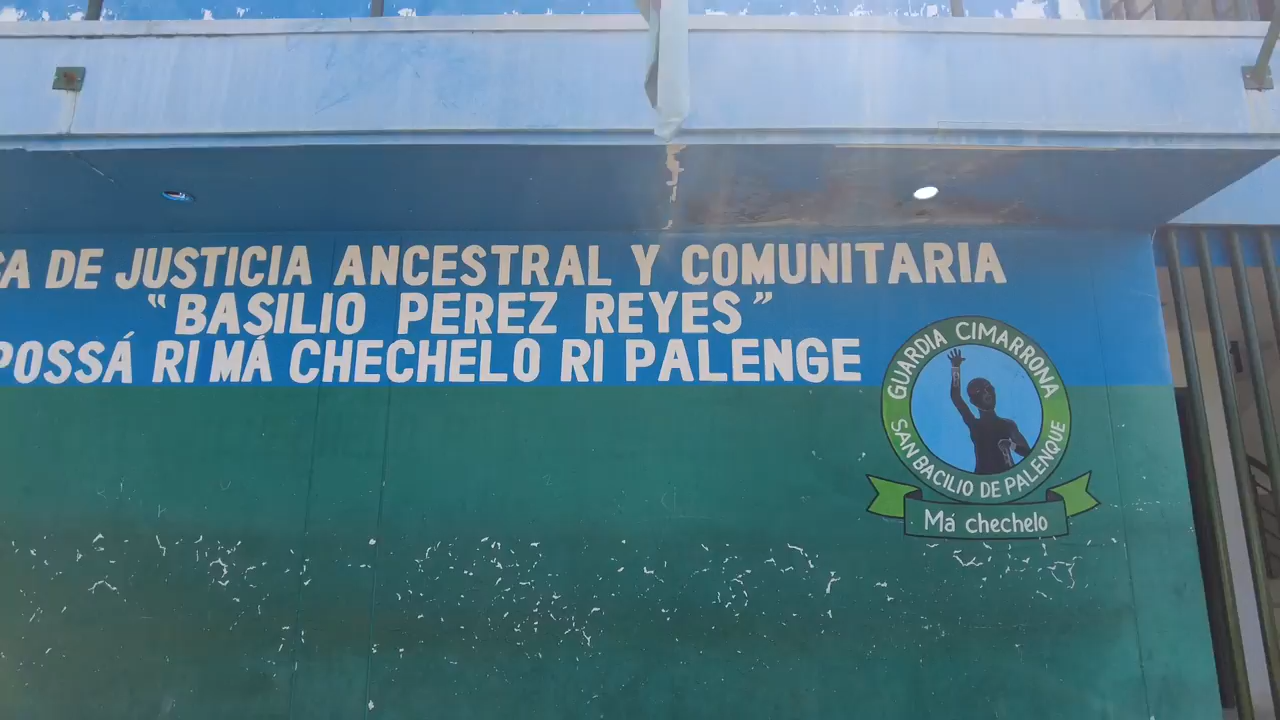 DE JUSTICIA ANCESTRAL Y COMUNITARIA
“BASILIO PEREZ REYES”
POSSÁ RI MÁ CHECHELO RI PALENGE
GUARDIA CIMARRONA
SAN BACILIO DE PALENQUE
Má chechelo